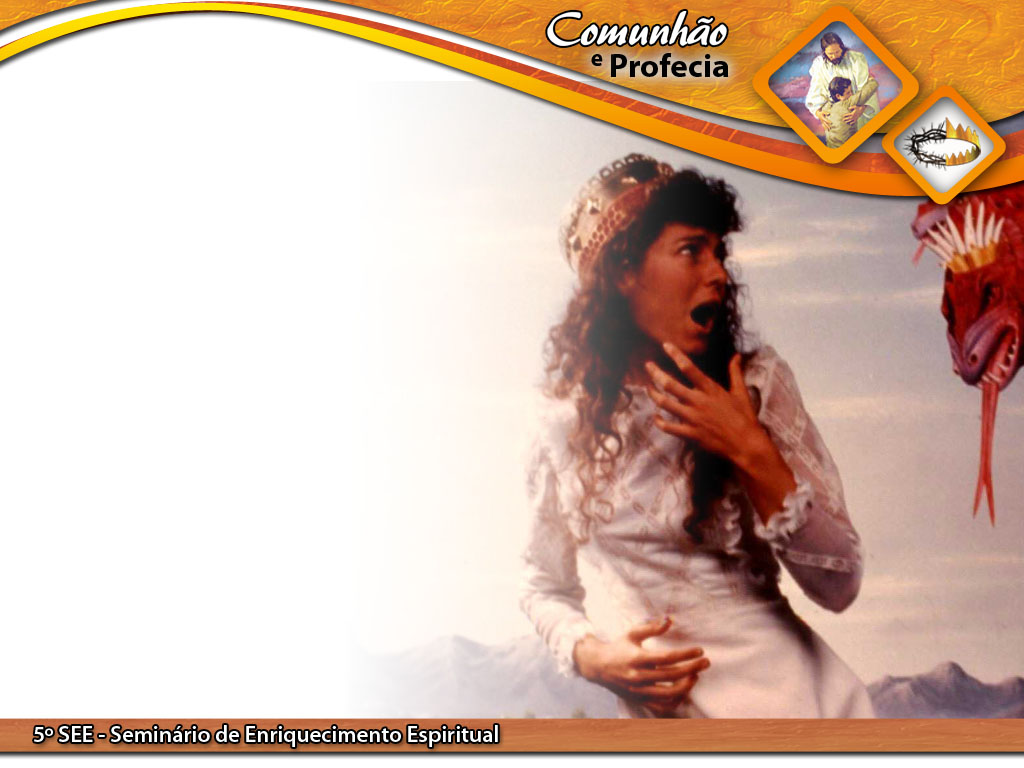 Comunhão
e Profecia
5º SEE - Seminário de Enriquecimento Espiritual